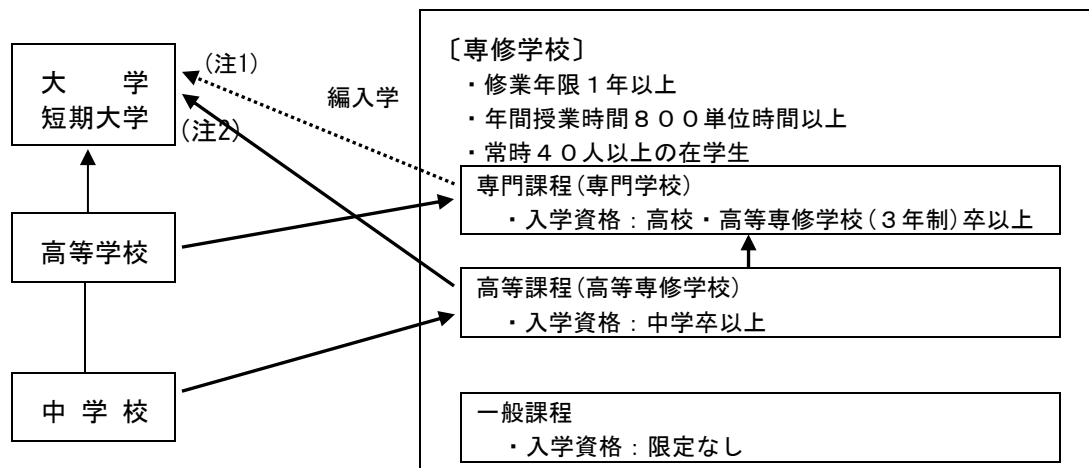 大　学
短期大学
高等学校
中 学 校
(注1)
(注2)
編入学
〔専修学校〕
・修業年限１年以上
・年間授業時間８００単位時間以上
・常時４０人以上の在学生
専門課程(専門学校)
・入学資格：高校・高等専修学校(３年制)卒以上
高等課程(高等専修学校)
・入学資格：中学卒以上
一般課程
・入学資格：限定なし